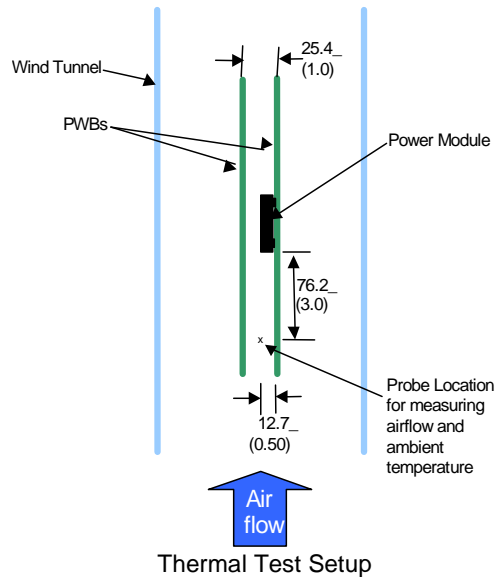 25.4_
(1.0)
Wind Tunnel
PWBs
Power Module
76.2_
(3.0)
x
Probe Location
for measuring
airflow and
ambient
temperature
12.7_
(0.50)
Air
flow
Thermal Test Setup